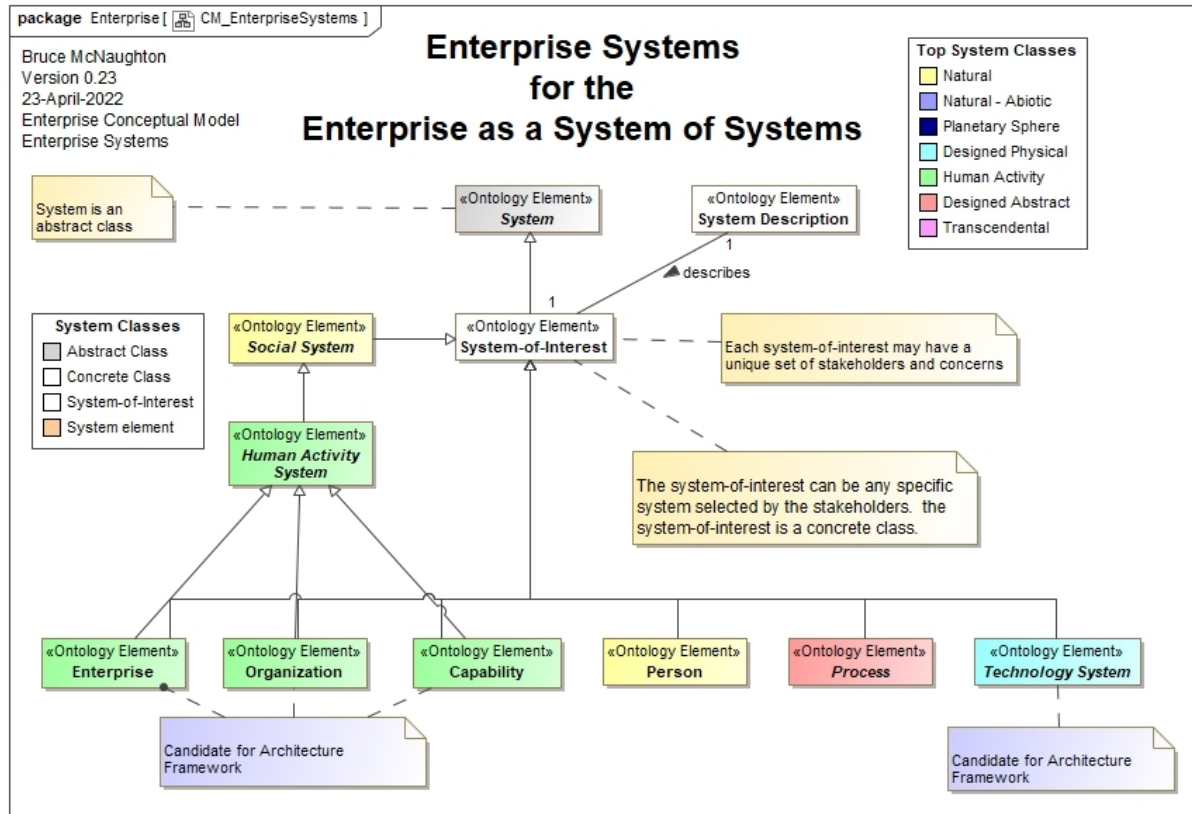 package Enterprise [ CM_EnterpriseSystems ]
Bruce McNaughton
Version 0.23
23-April-2022
Enterprise Conceptual Model
Enterprise Systems
Enterprise Systems
for the
Enterprise as a System of Systems
Top System Classes
Natural
Natural - Abiotic
Planetary Sphere
Designed Physical
Human Activity
Designed Abstract
Transcendental
System is an
abstract class
«Ontology Element»
System
«Ontology Element»
System Description
1
describes
1
System Classes
Abstract Class
Concrete Class
System-of-Interest
System element
«Ontology Element»
Social System
«Ontology Element»
System-of-Interest
Each system-of-interest may have a
unique set of stakeholders and concerns
«Ontology Element»
Human Activity
System
The system-of-interest can be any specific
system selected by the stakeholders. the
system-of-interest is a concrete class.
«Ontology Element»
Enterprise
«Ontology Element»
Organization
«Ontology Element»
Capability
«Ontology Element»
Person
«Ontology Element»
Process
«Ontology Element»
Technology System
Candidate for Architecture
Framework
Candidate for Architecture
Framework